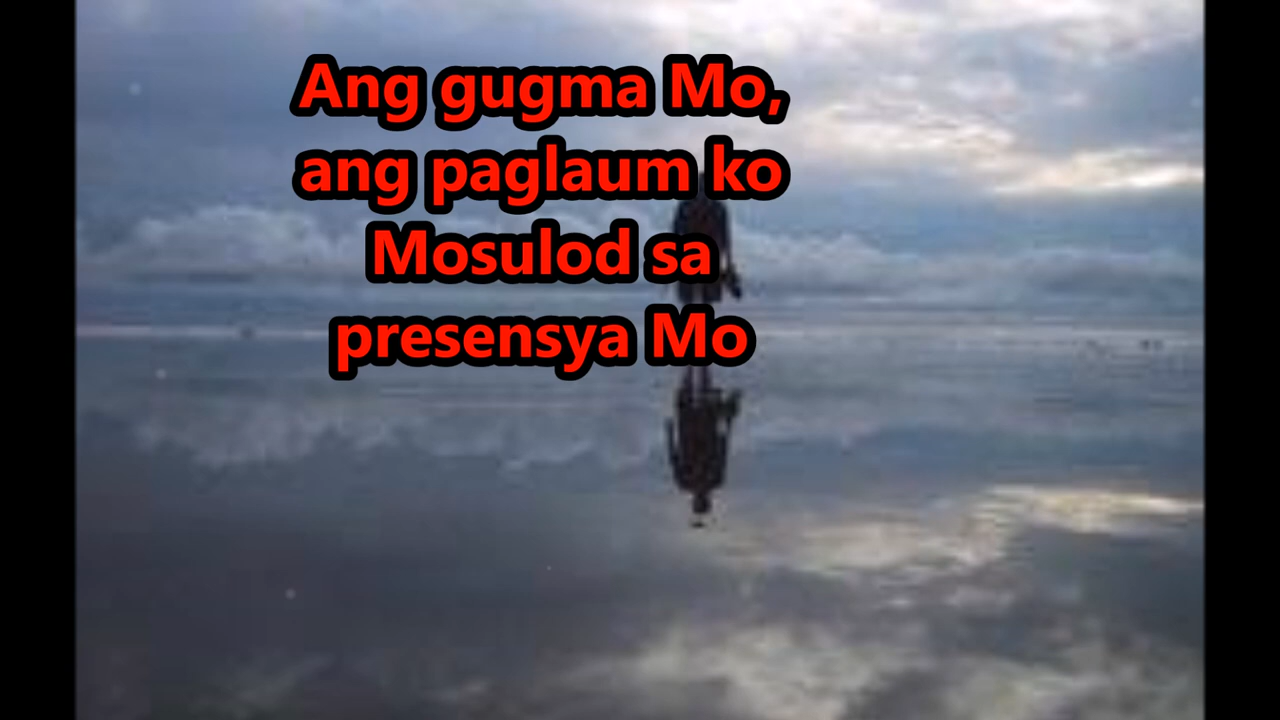 Ang gugma Mo,
ang paglaum ko
Mosulod sa
presensya Mo